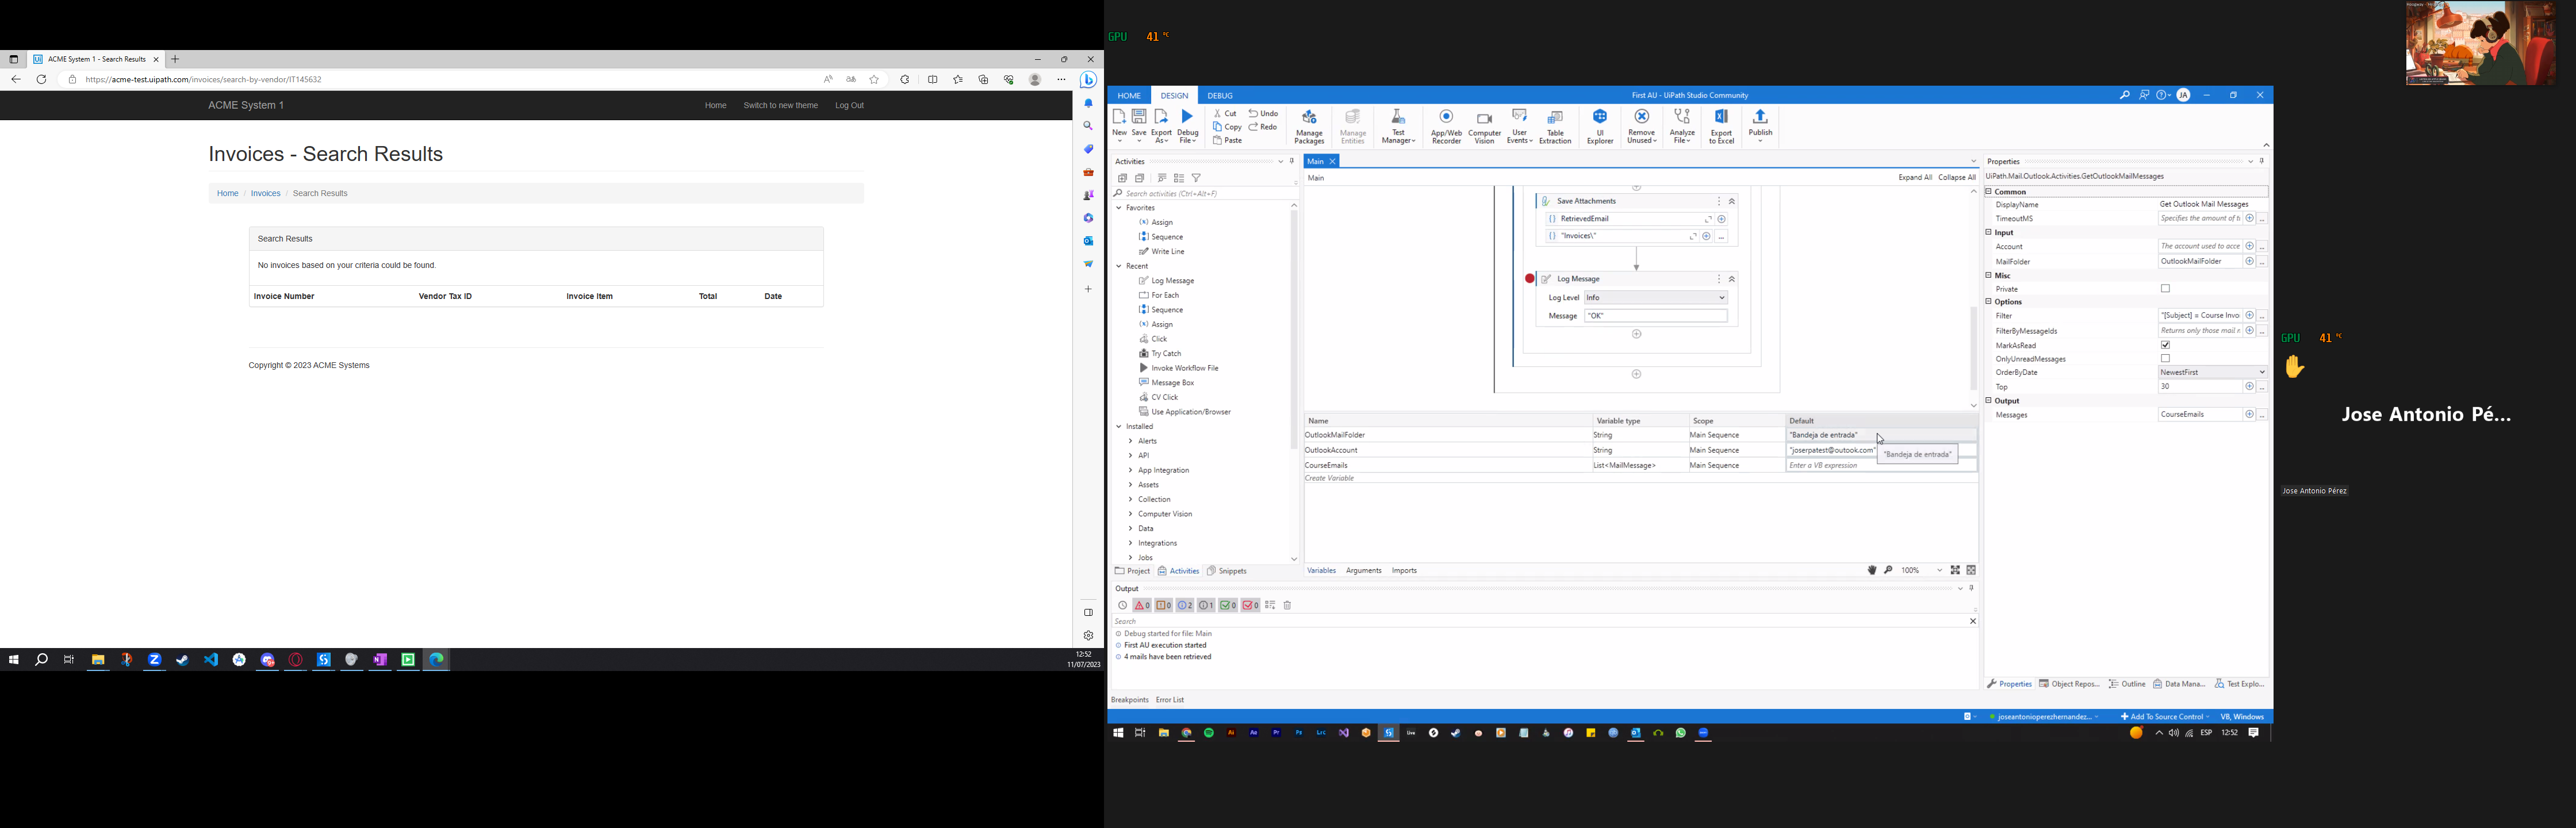 GPU 41 °C
ACME System 1 - Search Results
https://acme-test.uipath.com/invoices/search-by-vendor/IT145632
ACME System 1
Home Switch to new theme Log Out
Invoices - Search Results
Home / Invoices / Search Results
Search Results
No invoices based on your criteria could be found.
Invoice Number Vendor Tax ID Invoice Item Total Date
Copyright © 2023 ACME Systems
12:52
11/07/2023
HOME DESIGN DEBUG
First AU - UiPath Studio Community
JA
New Save Export As Debug File
Cut Undo
Copy Redo
Paste
Manage Packages
Manage Entities
Test Manager
App/Web Recorder
Computer Vision
User Events
Table Extraction
UI Explorer
Remove Unused
Analyze File
Export to Excel
Publish
Activities
Search activities (Ctrl+Alt+F)
Favorites
Assign
Sequence
Write Line
Recent
Log Message
For Each
Sequence
Assign
Click
Try Catch
Invoke Workflow File
Message Box
CV Click
Use Application/Browser
Installed
Alerts
API
App Integration
Assets
Collection
Computer Vision
Data
Integrations
Jobs
Project Activities Snippets
Main
Main
Expand All Collapse All
Save Attachments
RetrievedEmail
"Invoices\"
Log Message
Log Level Info
Message "OK"
Name Variable type Scope Default
OutlookMailFolder String Main Sequence "Bandeja de entrada"
OutlookAccount String Main Sequence "joserpatest@outook.com"
"Bandeja de entrada"
CourseEmails List<MailMessage> Main Sequence Enter a VB expression
Create Variable
Variables Arguments Imports
100%
Output
0 0 2 1 0 0
Search
Debug started for file: Main
First AU execution started
4 mails have been retrieved
Breakpoints Error List
Properties
UiPath.Mail.Outlook.Activities.GetOutlookMailMessages
Common
DisplayName Get Outlook Mail Messages
TimeoutMS Specifies the amount of t
Input
Account The account used to acce
MailFolder OutlookMailFolder
Misc
Private
Options
Filter "[Subject] = Course Invo
FilterByMessageIds Returns only those mail
MarkAsRead
OnlyUnreadMessages
OrderByDate NewestFirst
Top 30
Output
Messages CourseEmails
Properties Object Repos... Outline Data Mana... Test Explo...
joseantonioperezhernandez... Add To Source Control VB, Windows
Ai Ae Pr Ps Lrc Live
ESP 12:52
GPU 41 °C
Jose Antonio Pé...
Jose Antonio Pérez